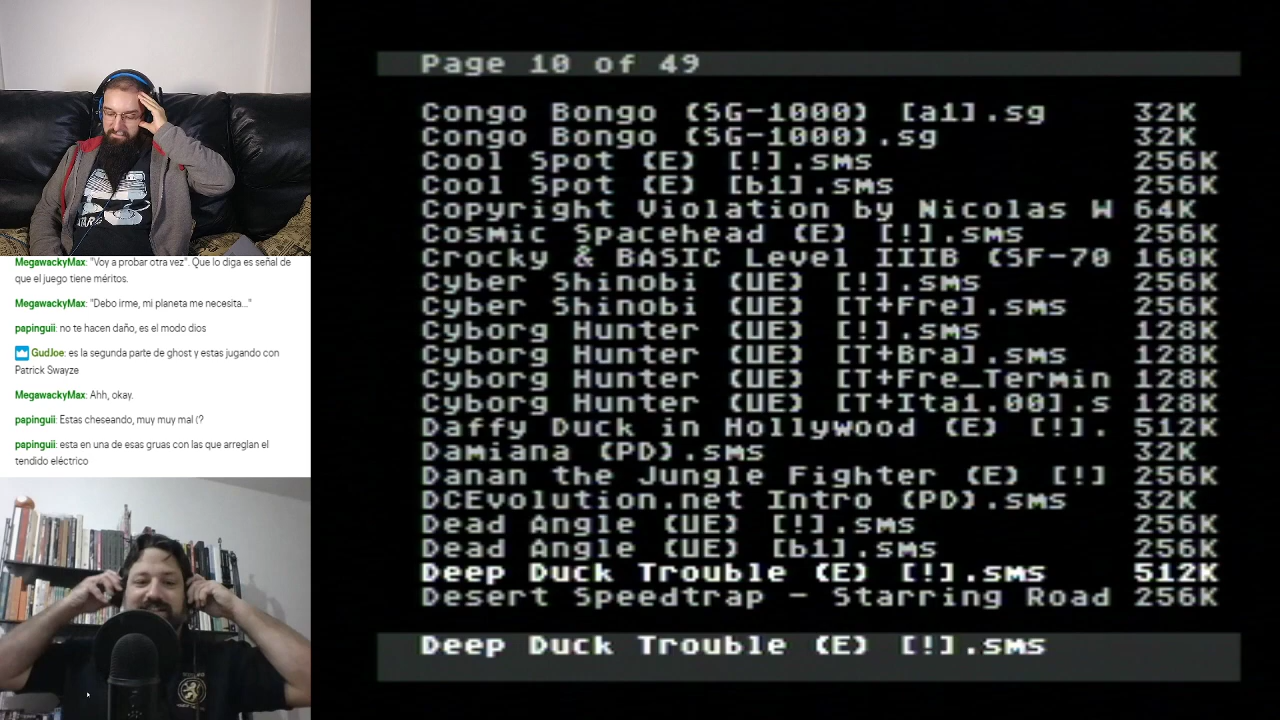 MegawackyMax: "Voy a probar otra vez". Que lo diga es señal de
que el juego tiene méritos.
MegawackyMax: "Debo irme, mi planeta me necesita..."
papinguii: no te hacen daño, es el modo dios
GudJoe: es la segunda parte de ghost y estas jugando con
Patrick Swayze
MegawackyMax: Ahh, okay.
papinguii: Estas cheseando, muy muy mal (?
papinguii: esta en una de esas gruas con las que arreglan el
tendido eléctrico
Page 10 of 49
Congo Bongo (SG-1000) [a1].sg 32K
Congo Bongo (SG-1000).sg 32K
Cool Spot (E) [!].sms 256K
Cool Spot (E) [b1].sms 256K
Copyright Violation by Nicolas W 64K
Cosmic Spacehead (E) [!].sms 256K
Crocky & BASIC Level IIIB (SF-70 160K
Cyber Shinobi (UE) [!].sms 256K
Cyber Shinobi (UE) [T+Fre].sms 256K
Cyborg Hunter (UE) [!].sms 128K
Cyborg Hunter (UE) [T+Bra].sms 128K
Cyborg Hunter (UE) [T+Fre_Termin 128K
Cyborg Hunter (UE) [T+Ita1.00].s 128K
Daffy Duck in Hollywood (E) [!]. 512K
Damiana (PD).sms 32K
Danan the Jungle Fighter (E) [!] 256K
DCEvolution.net Intro (PD).sms 32K
Dead Angle (UE) [!].sms 256K
Dead Angle (UE) [b1].sms 256K
Deep Duck Trouble (E) [!].sms 512K
Desert Speedtrap - Starring Road 256K
Deep Duck Trouble (E) [!].sms